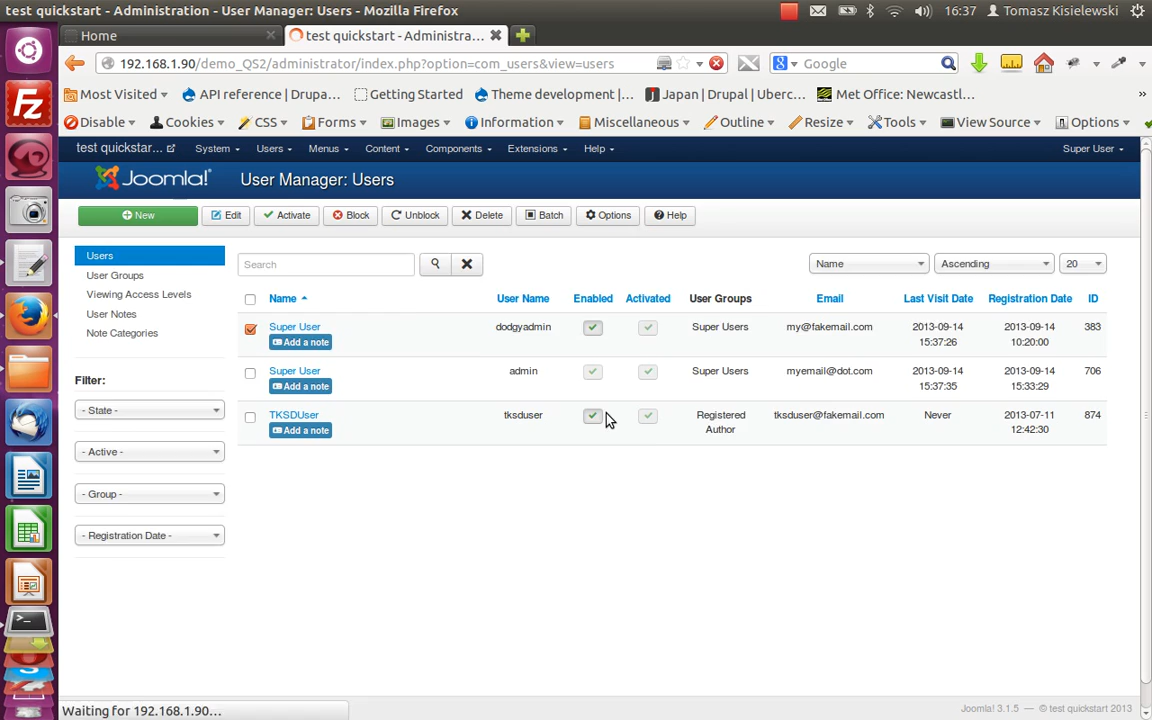 test quickstart - Administration - User Manager: Users - Mozilla Firefox
16:37
Tomasz Kisielewski
Home
test quickstart - Administra...
192.168.1.90/demo_QS2/administrator/index.php?option=com_users&view=users
Google
Most Visited
API reference | Drupa...
Getting Started
Theme development |...
Japan | Drupal | Uberc...
Met Office: Newcastl...
»
Disable
Cookies
CSS
Forms
Images
Information
Miscellaneous
Outline
Resize
Tools
View Source
Options
test quickstar...
System
Users
Menus
Content
Components
Extensions
Help
Super User
Joomla!
User Manager: Users
New
Edit
Activate
Block
Unblock
Delete
Batch
Options
Help
Users
User Groups
Viewing Access Levels
User Notes
Note Categories
Filter:
- State -
- Active -
- Group -
- Registration Date -
Search
Name
Ascending
20
Name
User Name
Enabled
Activated
User Groups
Email
Last Visit Date
Registration Date
ID
Super User
Add a note
dodgyadmin
Super Users
my@fakemail.com
2013-09-14
15:37:26
2013-09-14
10:20:00
383
Super User
Add a note
admin
Super Users
myemail@dot.com
2013-09-14
15:37:35
2013-09-14
15:33:29
706
TKSDUser
Add a note
tksduser
Registered
Author
tksduser@fakemail.com
Never
2013-07-11
12:42:30
874
Waiting for 192.168.1.90...
Joomla! 3.1.5 — © test quickstart 2013